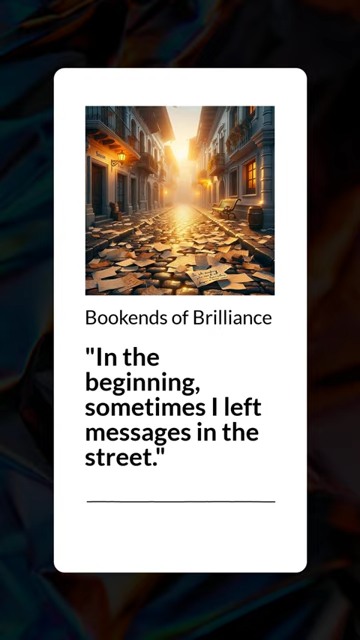 Bookends of Brilliance
"In the
beginning,
sometimes I left
messages in the
street."